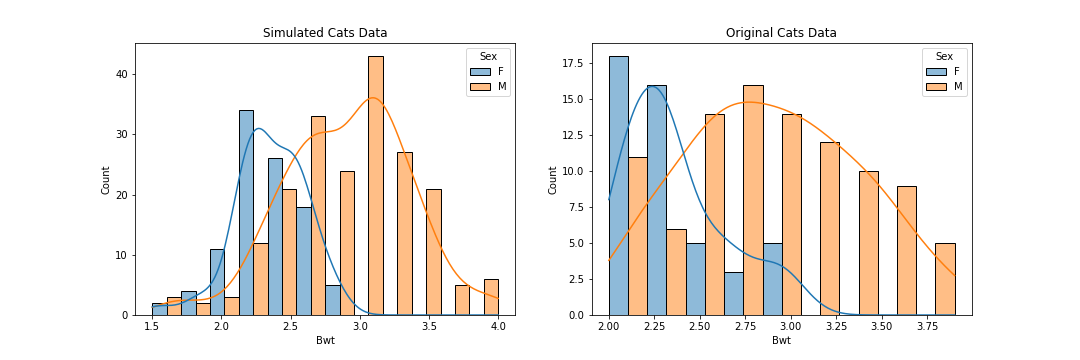 Simulated Cats Data
Sex
F
M
40
30
20
10
0
Count
1.5
2.0
2.5
3.0
3.5
4.0
Bwt
Original Cats Data
Sex
F
M
17.5
15.0
12.5
10.0
7.5
5.0
2.5
0.0
Count
2.00
2.25
2.50
2.75
3.00
3.25
3.50
3.75
Bwt